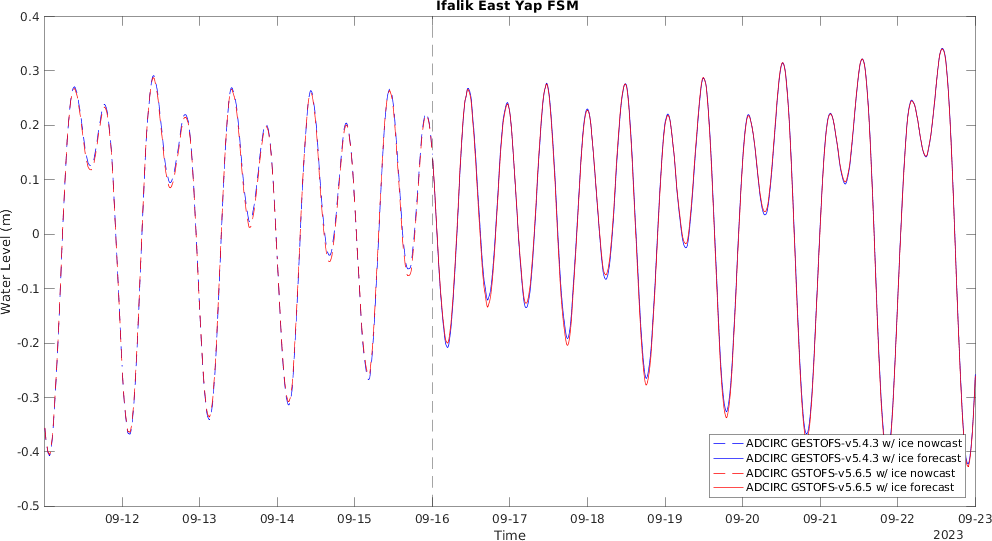 Ifalik East Yap FSM
0.4
0.3
0.2
0.1
0
-0.1
-0.2
-0.3
-0.4
-0.5
Water Level (m)
ADCIRC GESTOFS-v5.4.3 w/ ice nowcast
ADCIRC GESTOFS-v5.4.3 w/ ice forecast
ADCIRC GSTOFS-v5.6.5 w/ ice nowcast
ADCIRC GSTOFS-v5.6.5 w/ ice forecast
09-12 09-13 09-14 09-15 09-16 09-17 09-18 09-19 09-20 09-21 09-22 09-23
Time
2023